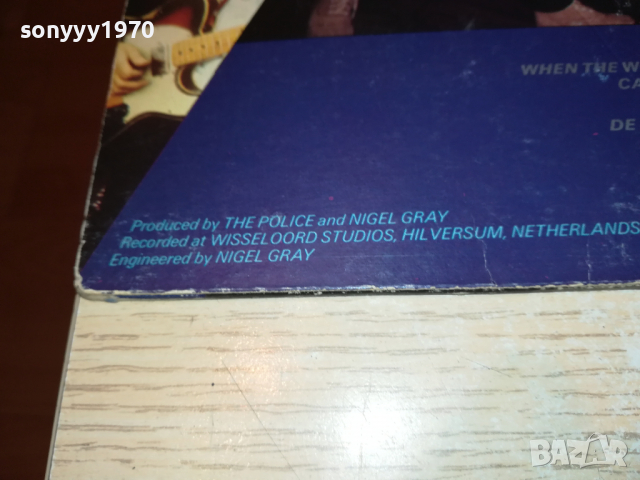 sonyyy1970
WHEN THE W
CA
DE
Produced by THE POLICE and NIGEL GRAY
Recorded at WISSELOORD STUDIOS, HILVERSUM, NETHERLANDS
Engineered by NIGEL GRAY
BAZAR